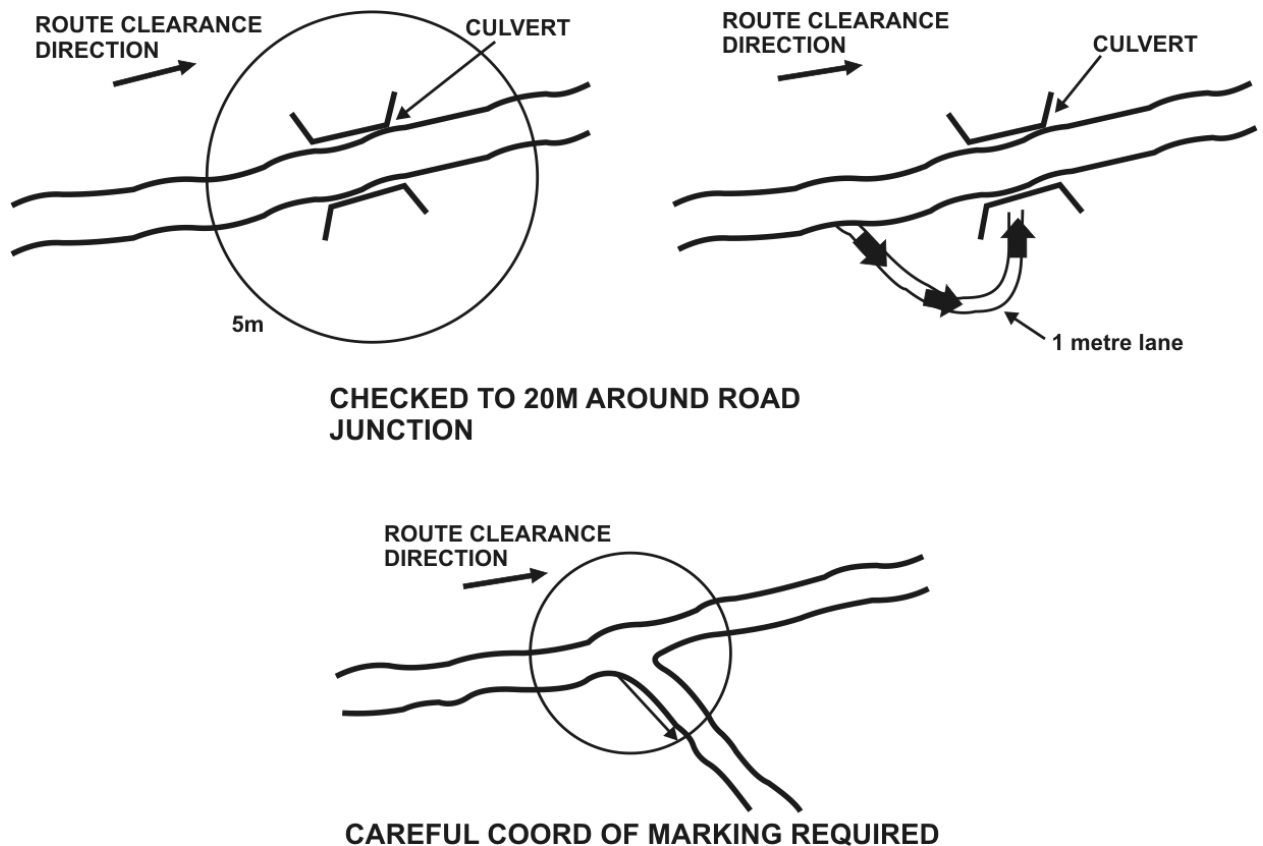 ROUTE CLEARANCE
DIRECTION
CULVERT
5m
ROUTE CLEARANCE
DIRECTION
CULVERT
1 metre lane
CHECKED TO 20M AROUND ROAD
JUNCTION
ROUTE CLEARANCE
DIRECTION
CAREFUL COORD OF MARKING REQUIRED